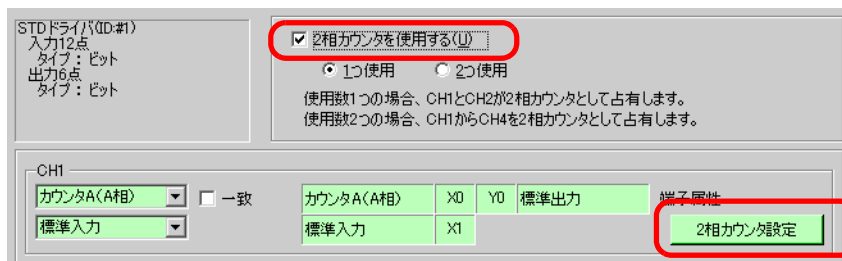 STDドライバ(ID:#1)
入力12点
タイプ：ビット
出力6点
タイプ：ビット
2相カウンタを使用する(U)
1つ使用 2つ使用
使用数1つの場合、CH1とCH2が2相カウンタとして占有します。
使用数2つの場合、CH1からCH4を2相カウンタとして占有します。
CH1
カウンタA(A相) 一致 カウンタA(A相) X0 Y0 標準出力 端子属性
標準入力 標準入力 X1 2相カウンタ設定